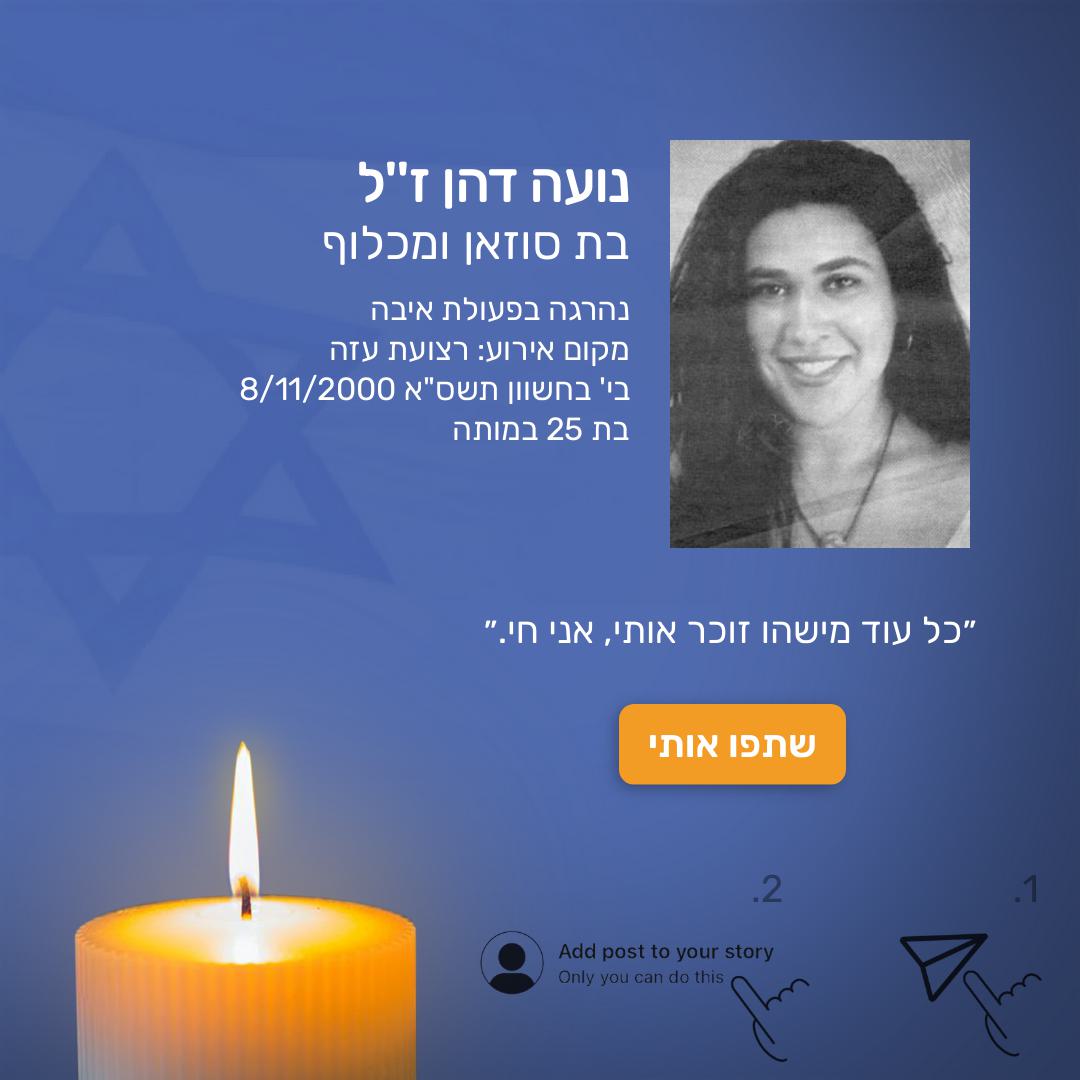 נועה דהן ז"ל
בת סוזאן ומכלוף
נהרגה בפעולת איבה
מקום אירוע: רצועת עזה
בי' בחשוון תשס"א 8/11/2000
בת 25 במותה
״כל עוד מישהו זוכר אותי, אני חי.״
שתפו אותי
1.
2.
Add post to your story
Only you can do this